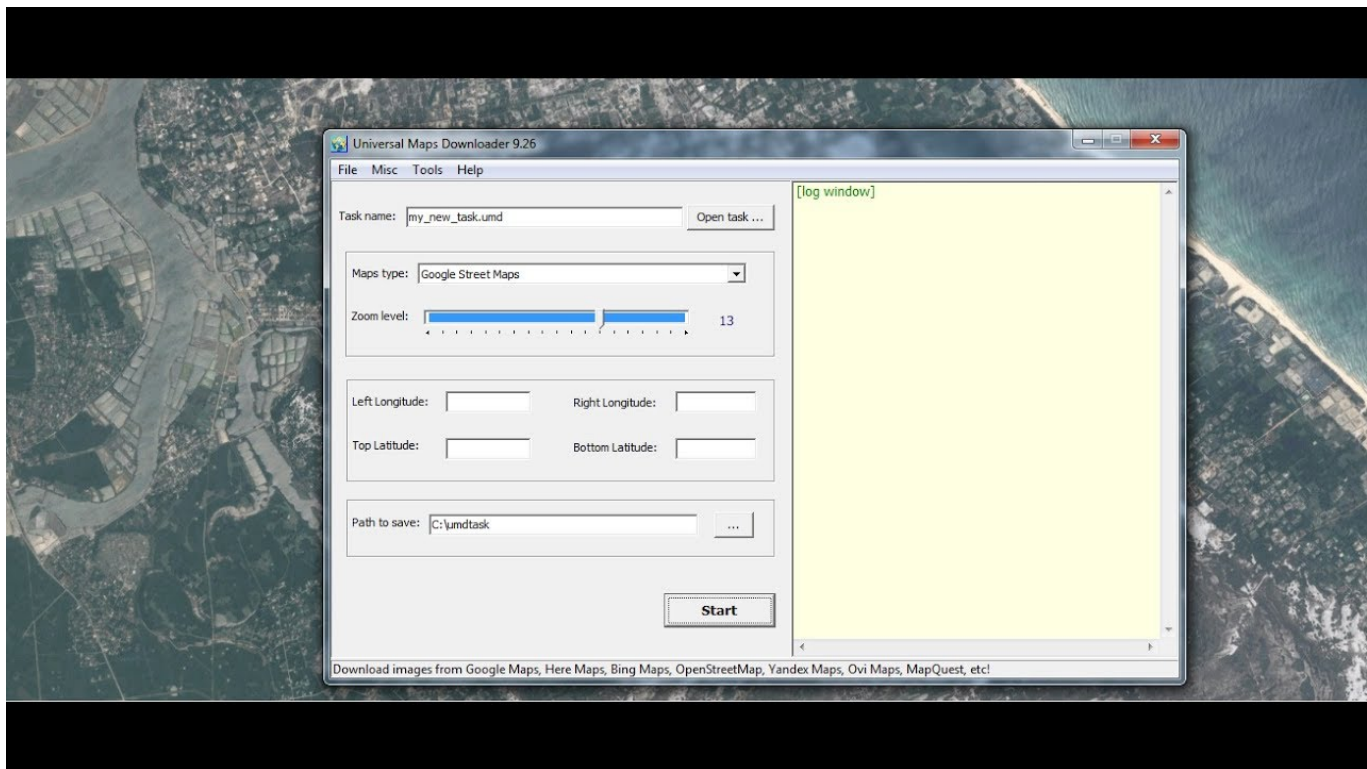 Universal Maps Downloader 9.26
File Misc Tools Help
Task name: my_new_task.umd Open task ...
Maps type: Google Street Maps
Zoom level: 13
Left Longitude: Right Longitude:
Top Latitude: Bottom Latitude:
Path to save: C:\umdtask ...
Start
[log window]
Download images from Google Maps, Here Maps, Bing Maps, OpenStreetMap, Yandex Maps, Ovi Maps, MapQuest, etc!